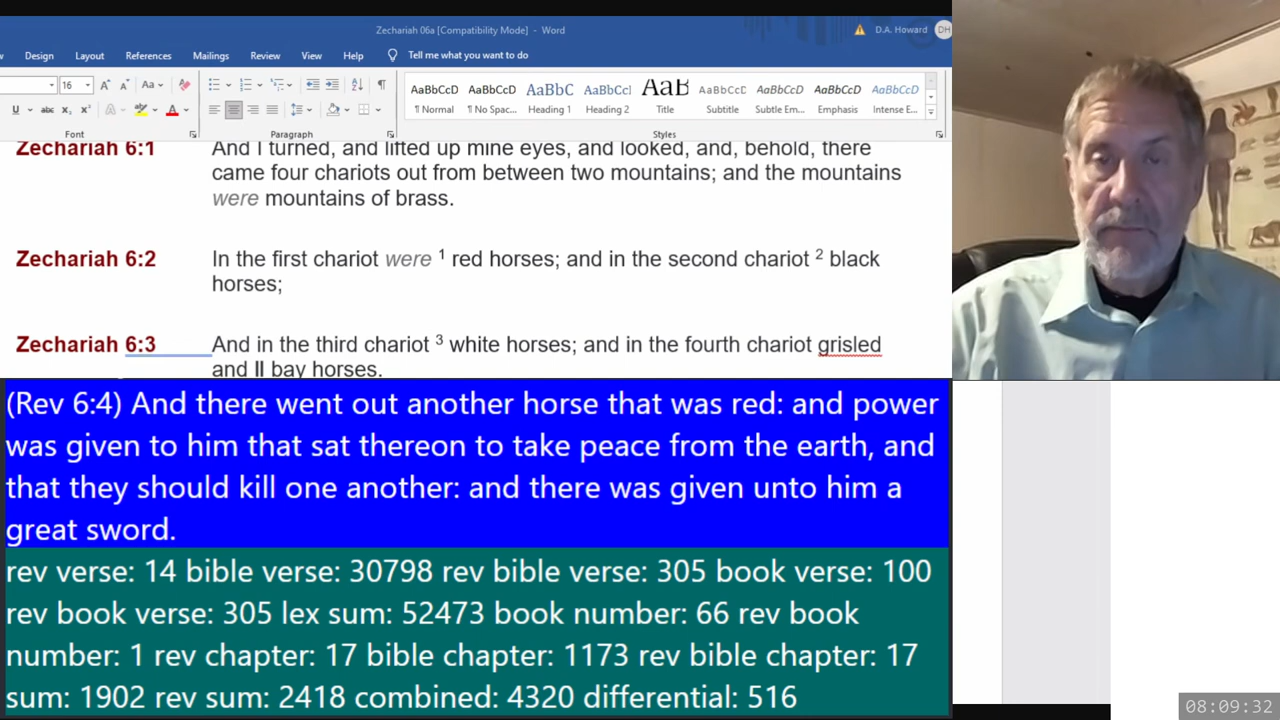 Zechariah 06a [Compatibility Mode] - Word
D.A. Howard DH
Design Layout References Mailings Review View Help Tell me what you want to do
16 Aa
AaBbCcD AaBbCcD AaBbC AaBbCcl AaB AaBbCcD AaBbCcD AaBbCcD AaBbCcD
¶ Normal ¶ No Spac... Heading 1 Heading 2 Title Subtitle Subtle Em... Emphasis Intense E...
Font Paragraph Styles
Zechariah 6:1 And I turned, and lifted up mine eyes, and looked, and, behold, there
came four chariots out from between two mountains; and the mountains
were mountains of brass.
Zechariah 6:2 In the first chariot were 1 red horses; and in the second chariot 2 black
horses;
Zechariah 6:3 And in the third chariot 3 white horses; and in the fourth chariot grisled
and II bay horses.
(Rev 6:4) And there went out another horse that was red: and power
was given to him that sat thereon to take peace from the earth, and
that they should kill one another: and there was given unto him a
great sword.
rev verse: 14 bible verse: 30798 rev bible verse: 305 book verse: 100
rev book verse: 305 lex sum: 52473 book number: 66 rev book
number: 1 rev chapter: 17 bible chapter: 1173 rev bible chapter: 17
sum: 1902 rev sum: 2418 combined: 4320 differential: 516
08:09:32